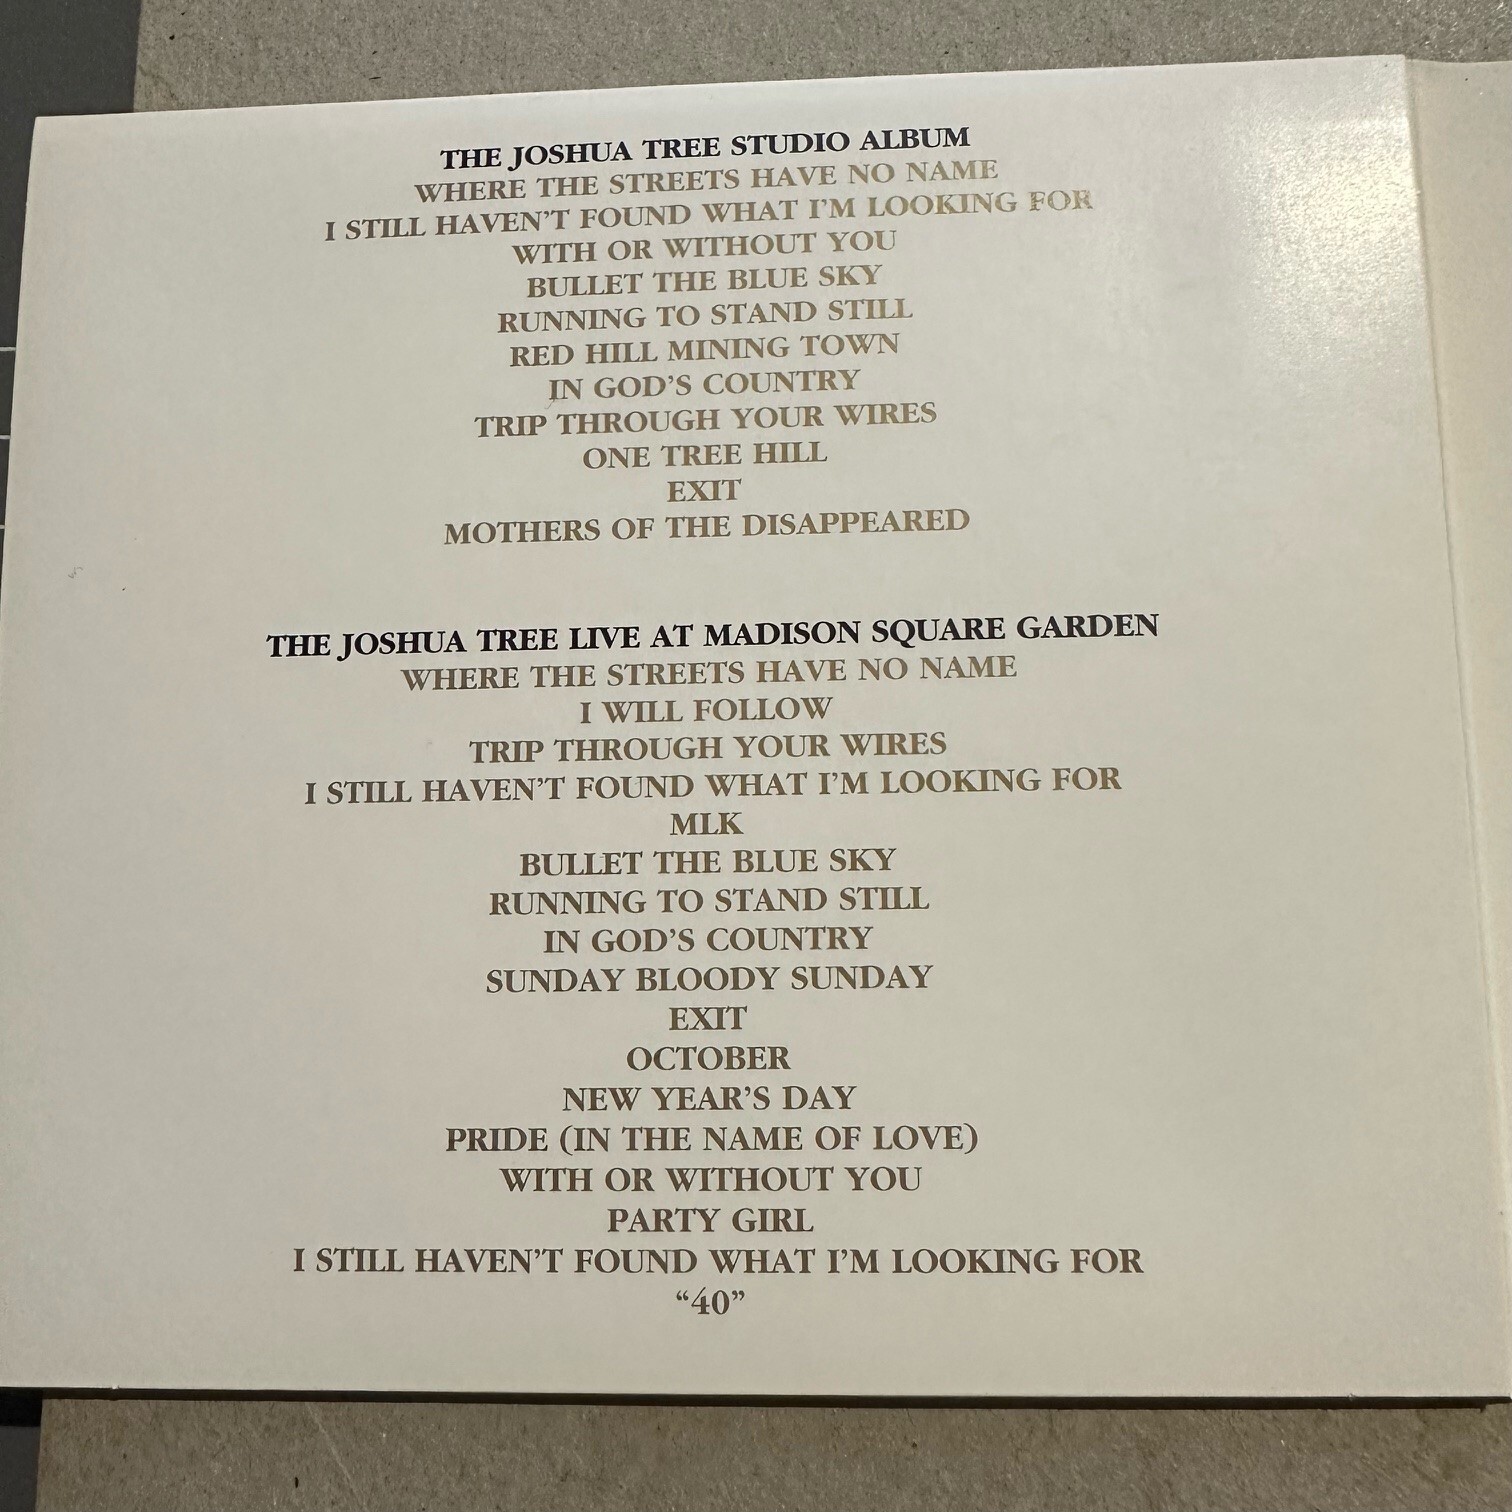 THE JOSHUA TREE STUDIO ALBUM
WHERE THE STREETS HAVE NO NAME
I STILL HAVEN'T FOUND WHAT I'M LOOKING FOR
WITH OR WITHOUT YOU
BULLET THE BLUE SKY
RUNNING TO STAND STILL
RED HILL MINING TOWN
IN GOD'S COUNTRY
TRIP THROUGH YOUR WIRES
ONE TREE HILL
EXIT
MOTHERS OF THE DISAPPEARED
THE JOSHUA TREE LIVE AT MADISON SQUARE GARDEN
WHERE THE STREETS HAVE NO NAME
I WILL FOLLOW
TRIP THROUGH YOUR WIRES
I STILL HAVEN'T FOUND WHAT I'M LOOKING FOR
MLK
BULLET THE BLUE SKY
RUNNING TO STAND STILL
IN GOD'S COUNTRY
SUNDAY BLOODY SUNDAY
EXIT
OCTOBER
NEW YEAR'S DAY
PRIDE (IN THE NAME OF LOVE)
WITH OR WITHOUT YOU
PARTY GIRL
I STILL HAVEN'T FOUND WHAT I'M LOOKING FOR
“40”